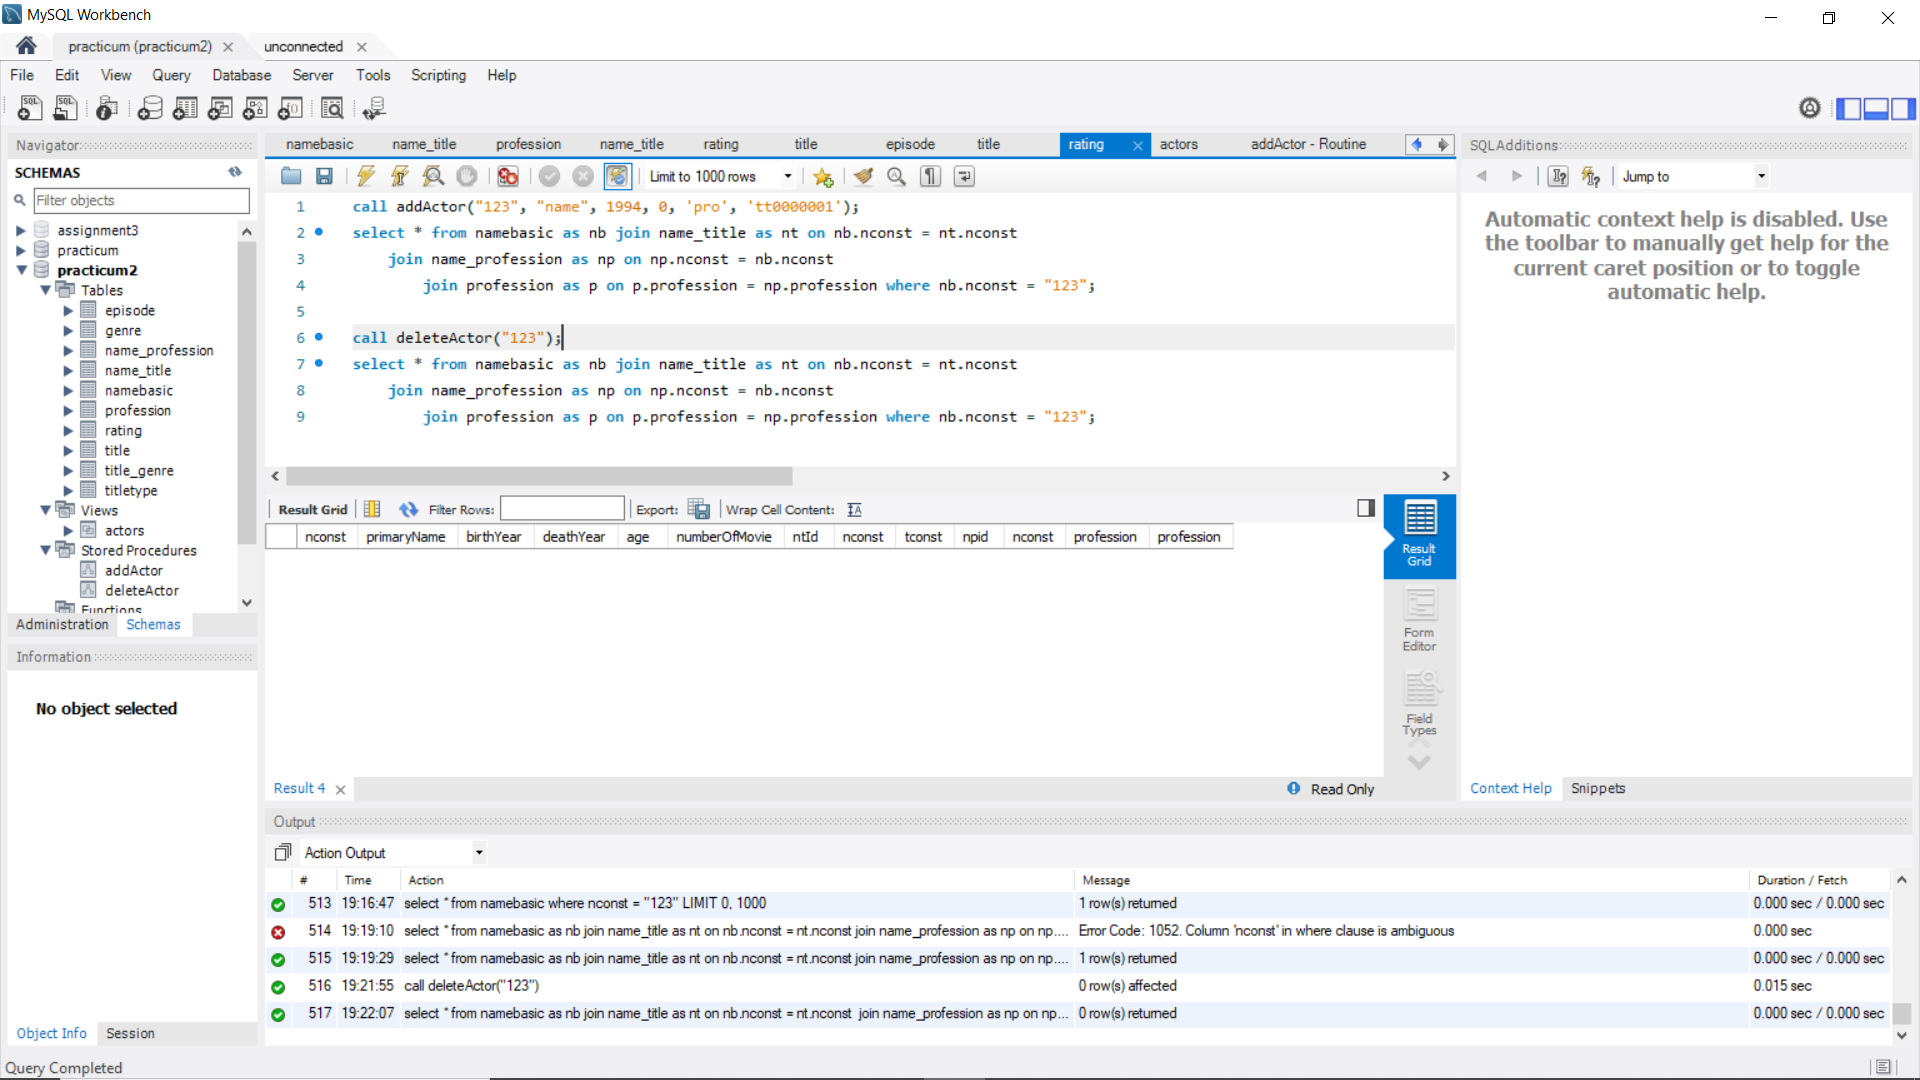 MySQL Workbench
practicum (practicum2)
unconnected
File Edit View Query Database Server Tools Scripting Help
Navigator
SCHEMAS
Filter objects
assignment3
practicum
practicum2
Tables
episode
genre
name_profession
name_title
namebasic
profession
rating
title
title_genre
titletype
Views
actors
Stored Procedures
addActor
deleteActor
Functions
Administration Schemas
Information
No object selected
Object Info Session
Query Completed
namebasic name_title profession name_title rating title episode title rating actors addActor - Routine
Limit to 1000 rows
1 call addActor("123", "name", 1994, 0, 'pro', 'tt0000001');
2 select * from namebasic as nb join name_title as nt on nb.nconst = nt.nconst
3 join name_profession as np on np.nconst = nb.nconst
4 join profession as p on p.profession = np.profession where nb.nconst = "123";
5
6 call deleteActor("123");
7 select * from namebasic as nb join name_title as nt on nb.nconst = nt.nconst
8 join name_profession as np on np.nconst = nb.nconst
9 join profession as p on p.profession = np.profession where nb.nconst = "123";
Result Grid Filter Rows: Export: Wrap Cell Content:
nconst primaryName birthYear deathYear age numberOfMovie ntId nconst tconst npid nconst profession profession
Result Grid
Form Editor
Field Types
Result 4
Read Only
SQLAdditions
Jump to
Automatic context help is disabled. Use
the toolbar to manually get help for the
current caret position or to toggle
automatic help.
Context Help Snippets
Output
Action Output
# Time Action Message Duration / Fetch
513 19:16:47 select * from namebasic where nconst = "123" LIMIT 0, 1000 1 row(s) returned 0.000 sec / 0.000 sec
514 19:19:10 select * from namebasic as nb join name_title as nt on nb.nconst = nt.nconst join name_profession as np on np.... Error Code: 1052. Column 'nconst' in where clause is ambiguous 0.000 sec
515 19:19:29 select * from namebasic as nb join name_title as nt on nb.nconst = nt.nconst join name_profession as np on np.... 1 row(s) returned 0.000 sec / 0.000 sec
516 19:21:55 call deleteActor("123") 0 row(s) affected 0.015 sec
517 19:22:07 select * from namebasic as nb join name_title as nt on nb.nconst = nt.nconst join name_profession as np on np... 0 row(s) returned 0.000 sec / 0.000 sec